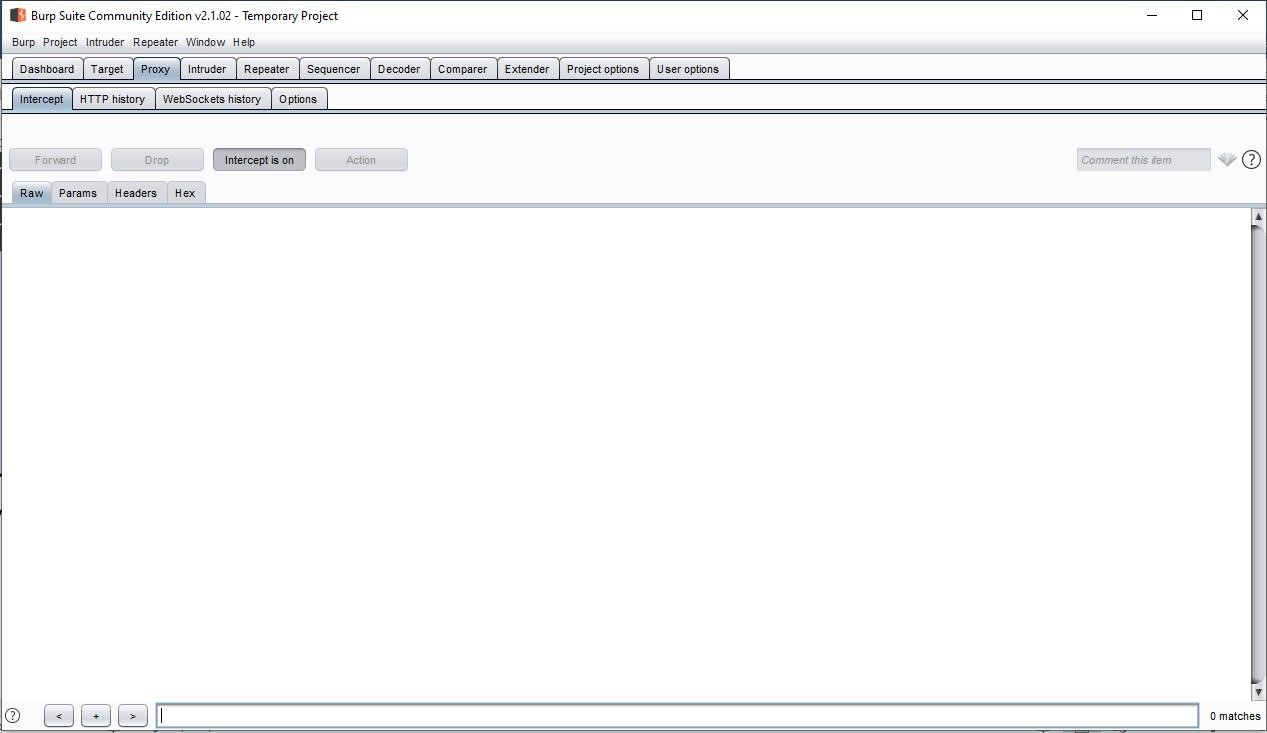 Burp Suite Community Edition v2.1.02 - Temporary Project
Burp Project Intruder Repeater Window Help
Dashboard Target Proxy Intruder Repeater Sequencer Decoder Comparer Extender Project options User options
Intercept HTTP history WebSockets history Options
Forward Drop Intercept is on Action Comment this item ?
Raw Params Headers Hex
? < + > 0 matches